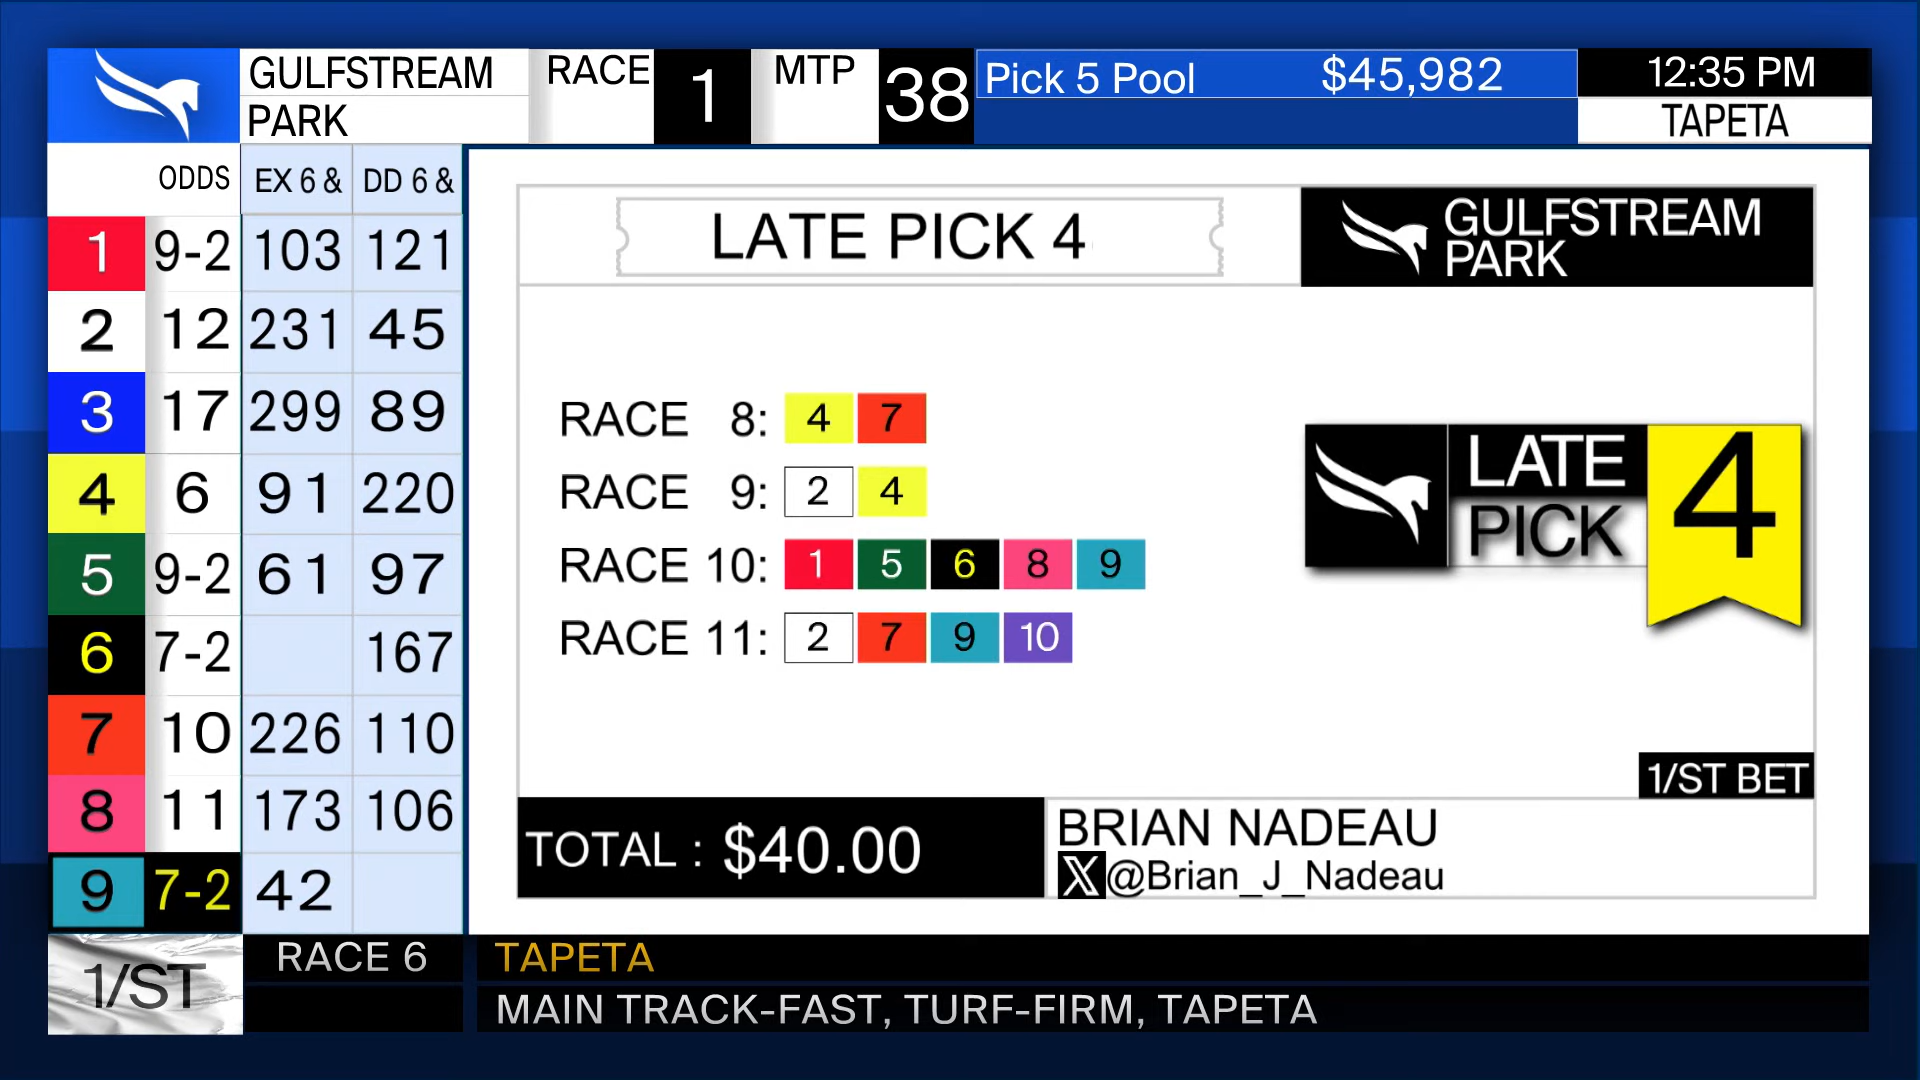 GULFSTREAM
PARK
RACE 1 MTP 38
Pick 5 Pool $45,982
12:35 PM
TAPETA
ODDS EX 6 & DD 6 &
1 9-2 103 121
2 12 231 45
3 17 299 89
4 6 91 220
5 9-2 61 97
6 7-2 167
7 10 226 110
8 11 173 106
9 7-2 42
LATE PICK 4
GULFSTREAM
PARK
RACE 8: 4 7
RACE 9: 2 4
RACE 10: 1 5 6 8 9
RACE 11: 2 7 9 10
LATE
PICK
4
1/ST BET
TOTAL : $40.00
BRIAN NADEAU
X @Brian_J_Nadeau
1/ST
RACE 6
TAPETA
MAIN TRACK-FAST, TURF-FIRM, TAPETA